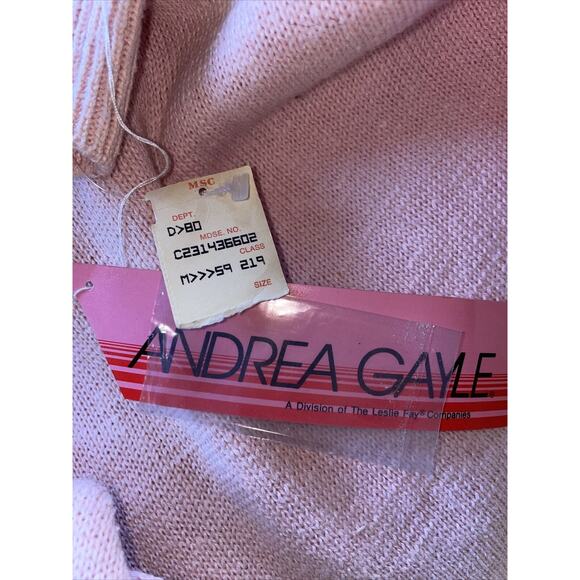 MSC
DEPT.
D>80
MDSE. NO.
C231436602
CLASS
M>>>59 219
SIZE
ANDREA GAYLE®
A Division of The Leslie Fay® Companies